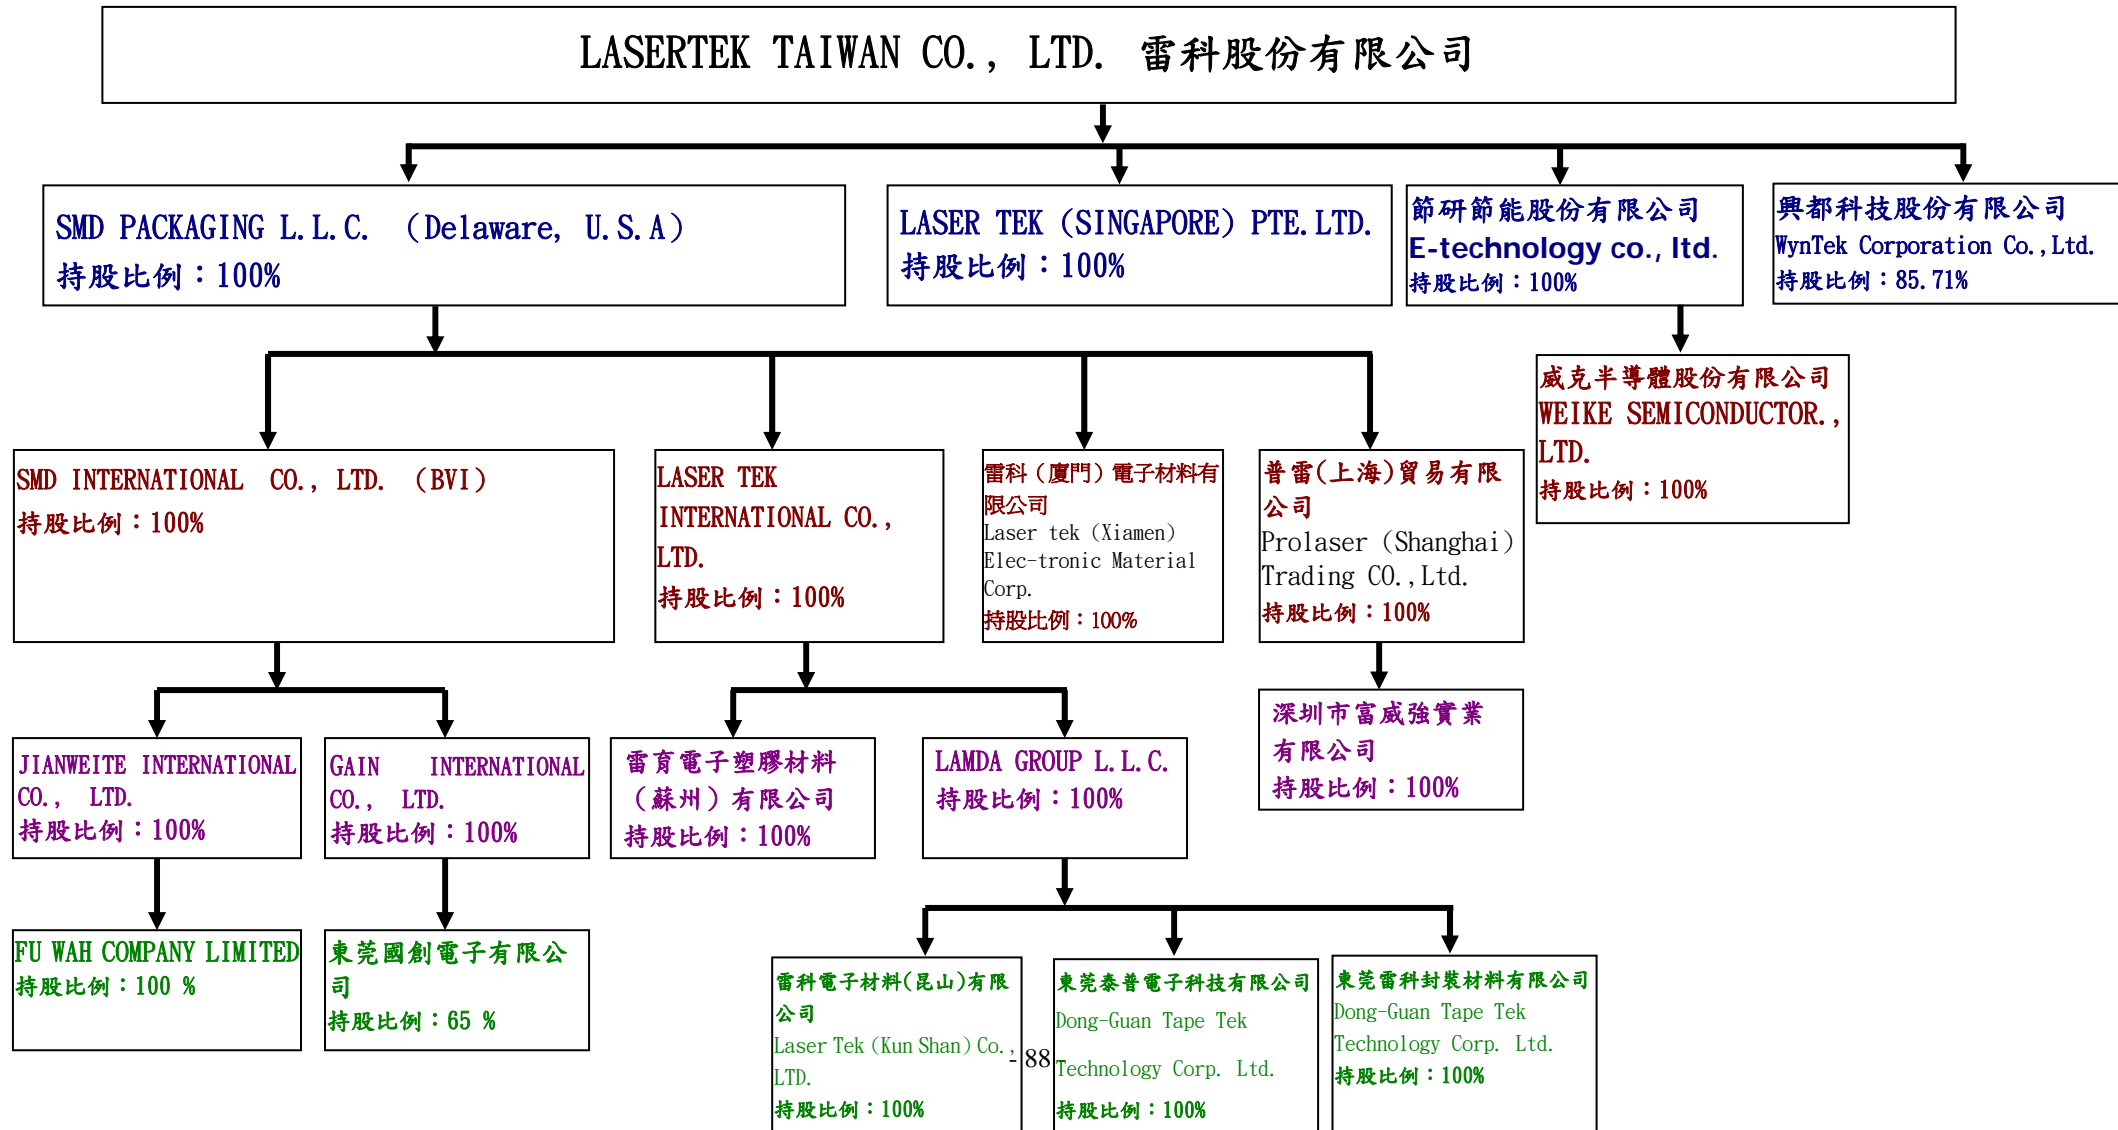 LASERTEK TAIWAN CO., LTD. 雷科股份有限公司
SMD PACKAGING L.L.C. (Delaware, U.S.A)
持股比例：100%
LASER TEK (SINGAPORE) PTE.LTD.
持股比例：100%
節研節能股份有限公司
E-technology co., ltd.
持股比例：100%
興都科技股份有限公司
WynTek Corporation Co.,Ltd.
持股比例：85.71%
威克半導體股份有限公司
WEIKE SEMICONDUCTOR.,
LTD.
持股比例：100%
SMD INTERNATIONAL CO., LTD. (BVI)
持股比例：100%
LASER TEK
INTERNATIONAL CO.,
LTD.
持股比例：100%
雷科（廈門）電子材料有
限公司
Laser tek (Xiamen)
Elec-tronic Material
Corp.
持股比例：100%
普雷(上海)貿易有限
公司
Prolaser (Shanghai)
Trading CO.,Ltd.
持股比例：100%
JIANWEITE INTERNATIONAL
CO., LTD.
持股比例：100%
GAIN INTERNATIONAL
CO., LTD.
持股比例：100%
雷育電子塑膠材料
（蘇州）有限公司
持股比例：100%
LAMDA GROUP L.L.C.
持股比例：100%
深圳市富威強實業
有限公司
持股比例：100%
FU WAH COMPANY LIMITED
持股比例：100 %
東莞國創電子有限公
司
持股比例：65 %
雷科電子材料(昆山)有限
公司
Laser Tek (Kun Shan) Co.,
LTD.
持股比例：100%
東莞泰普電子科技有限公司
Dong-Guan Tape Tek
Technology Corp. Ltd.
持股比例：100%
東莞雷科封裝材料有限公司
Dong-Guan Tape Tek
Technology Corp. Ltd.
持股比例：100%
- 88